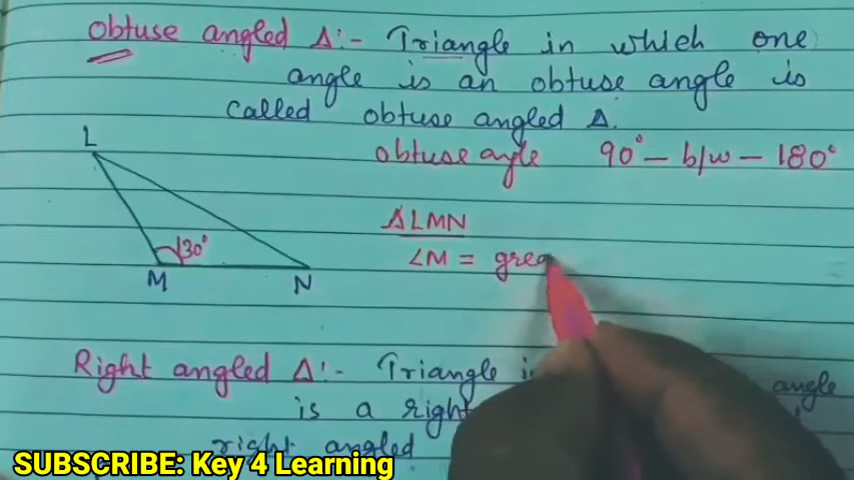 Obtuse angled Δ:- Triangle in which one
angle is an obtuse angle is
called obtuse angled Δ.
obtuse angle 90° - b/w - 180°
L
130°
M
N
ΔLMN
∠M = grea
Right angled Δ:- Triangle i
angle
is a right
right angled
SUBSCRIBE: Key 4 Learning